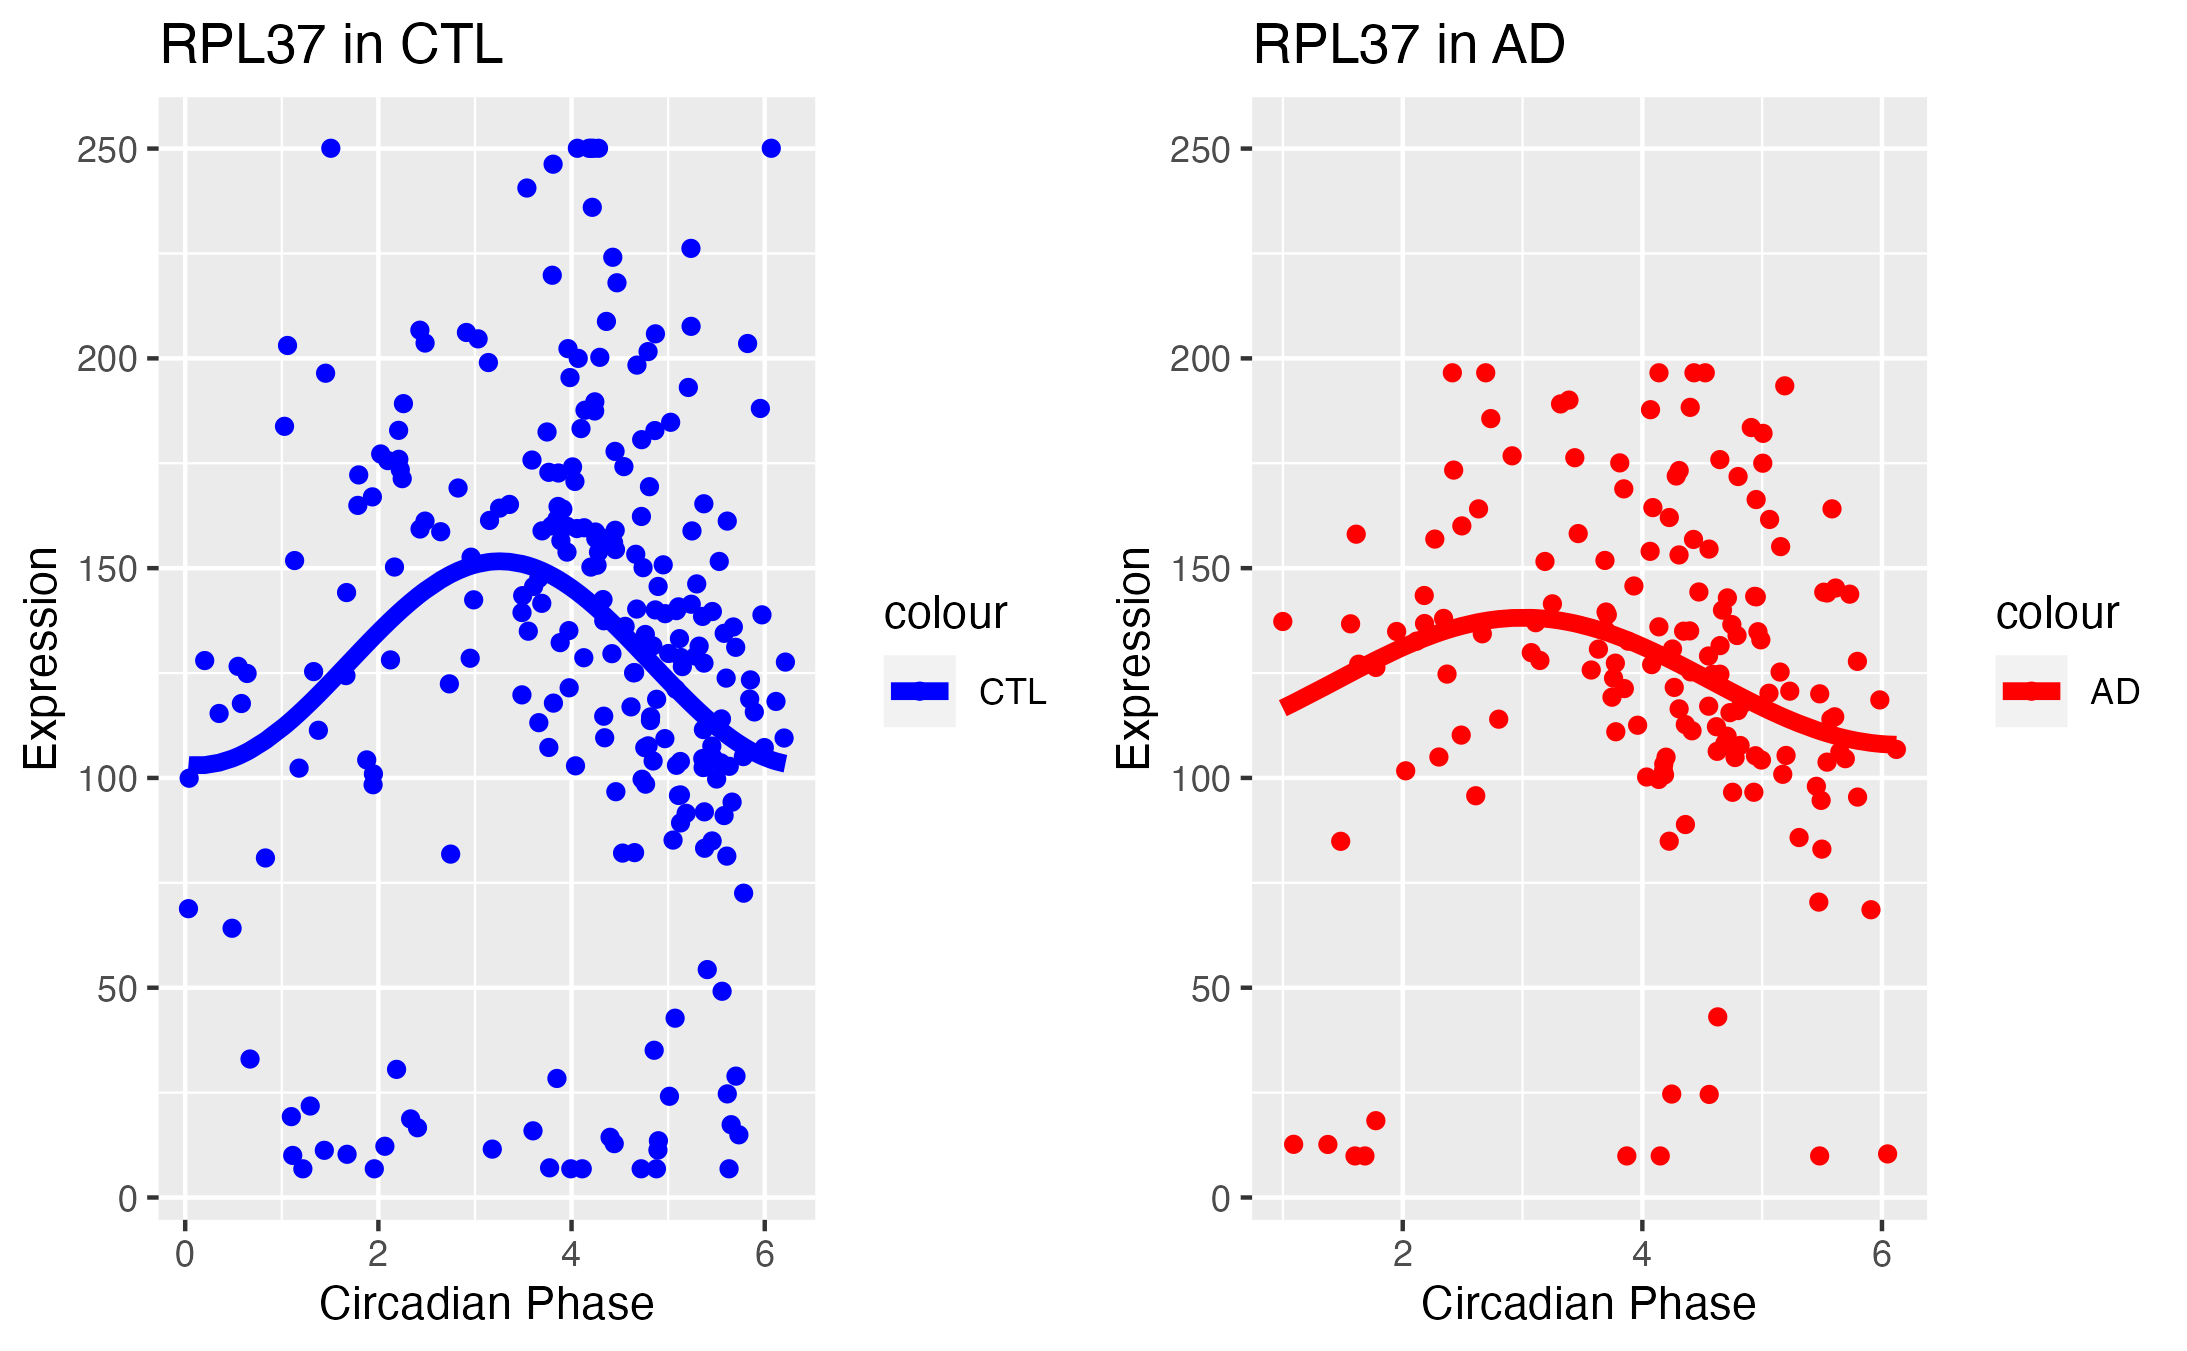 RPL37 in CTL
Expression
250
200
150
100
50
0
0 2 4 6
Circadian Phase
colour
CTL
RPL37 in AD
Expression
250
200
150
100
50
0
2 4 6
Circadian Phase
colour
AD